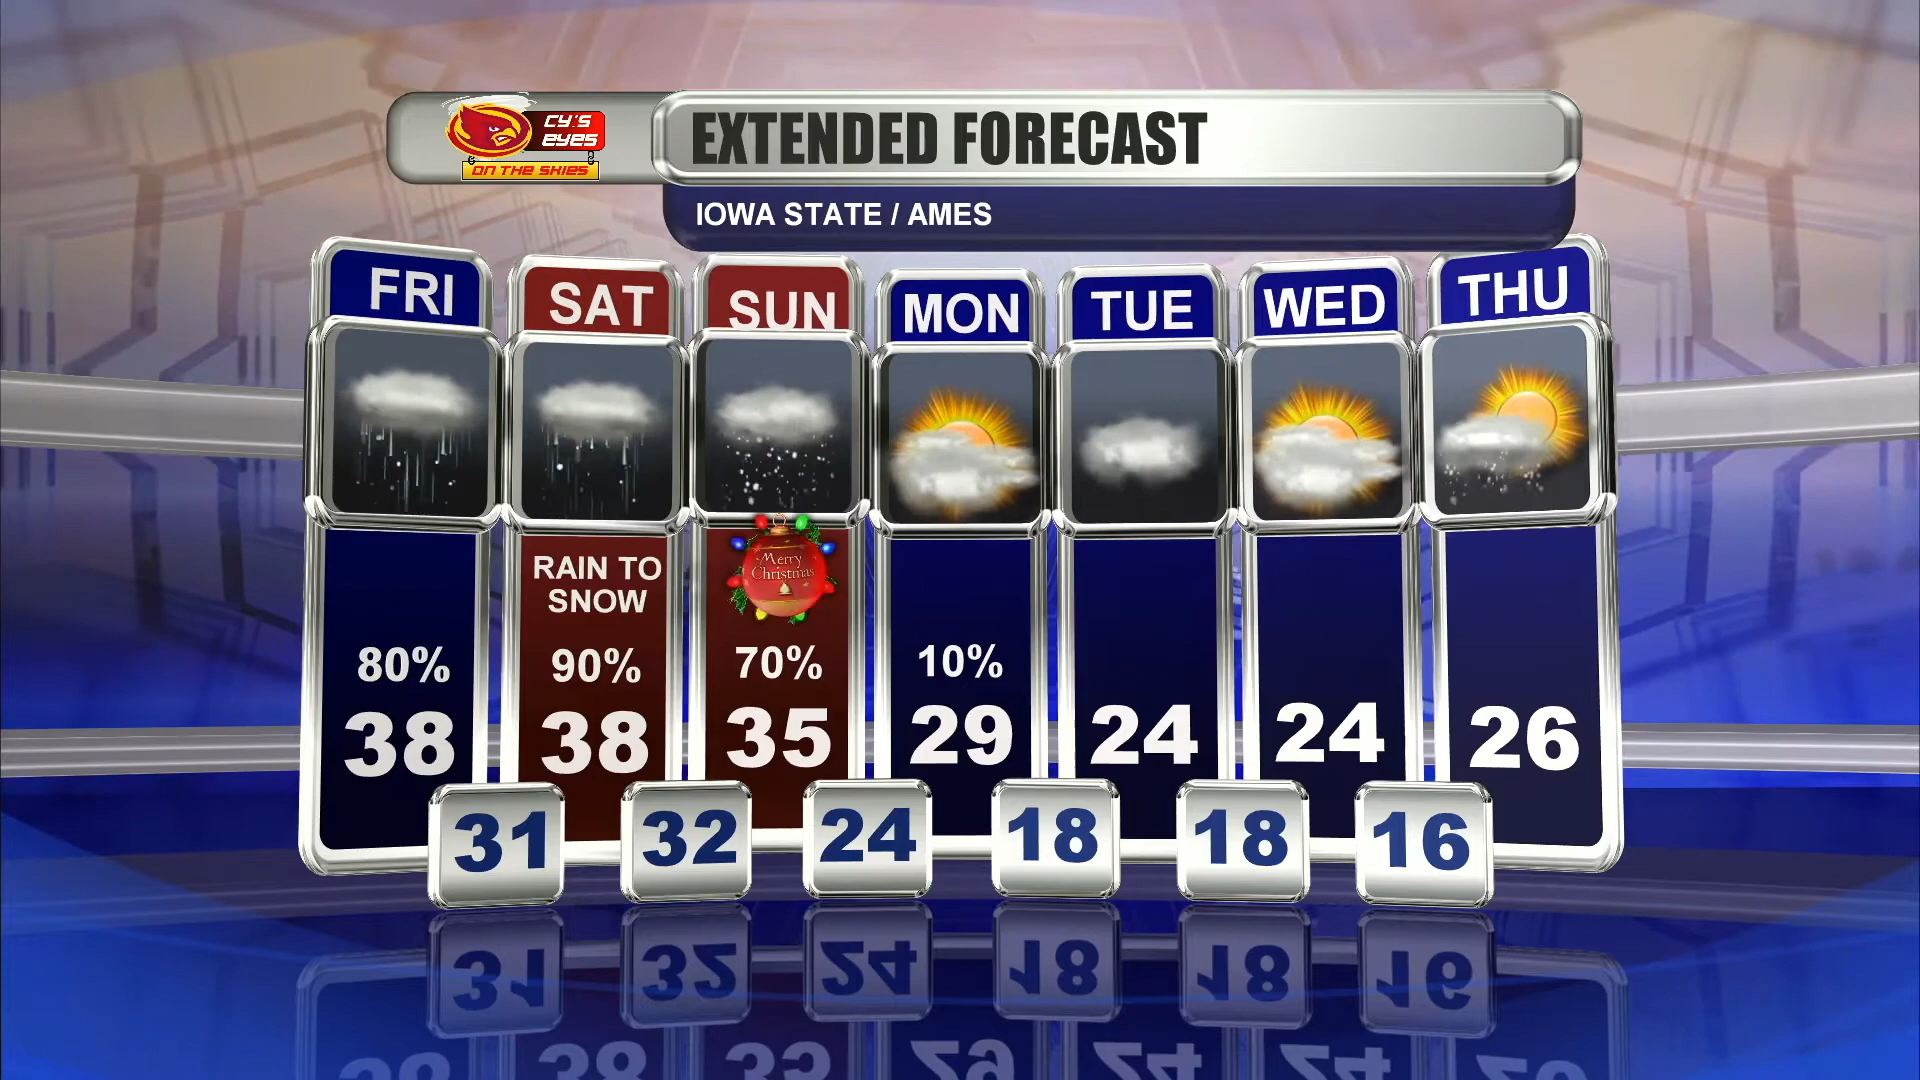 CY'S
EYES
ON THE SKIES
EXTENDED FORECAST
IOWA STATE / AMES
FRI
SAT
SUN
MON
TUE
WED
THU
RAIN TO
SNOW
Merry
Christmas
80%
90%
70%
10%
38
38
35
29
24
24
26
31
32
24
18
18
16